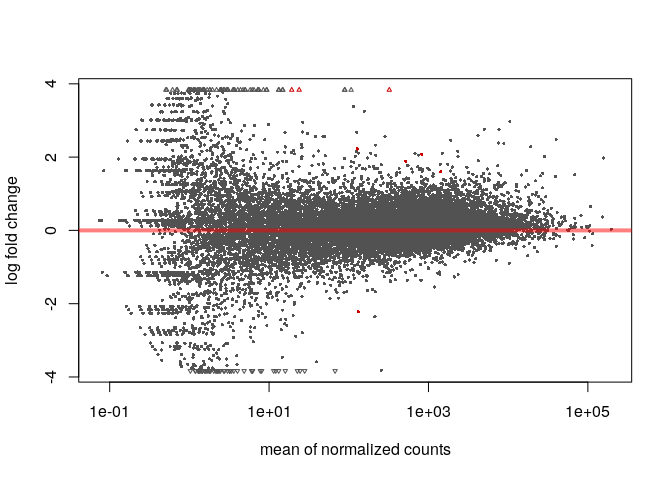 4
2
0
-2
-4
log fold change
1e-01
1e+01
1e+03
1e+05
mean of normalized counts